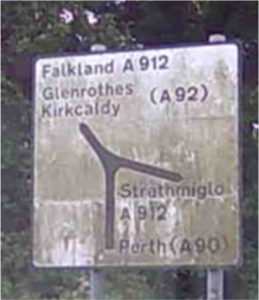 Falkland A 912
Glenrothes
Kirkcaldy (A 92)
Strathmiglo
A 912
Perth (A 90)